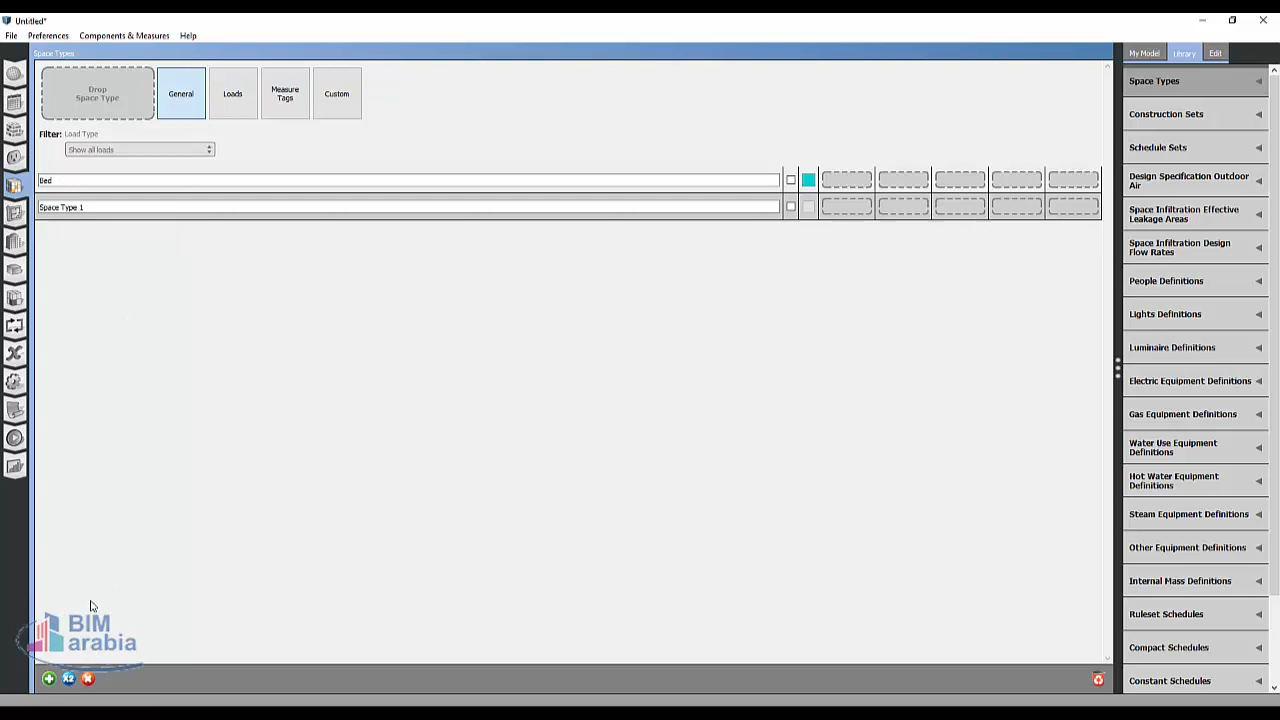 Untitled*
File Preferences Components & Measures Help
Space Types
My Model Library Edit
Drop
Space Type
General
Loads
Measure
Tags
Custom
Filter: Load Type
Show all loads
Bed
Space Type 1
Space Types
Construction Sets
Schedule Sets
Design Specification Outdoor
Air
Space Infiltration Effective
Leakage Areas
Space Infiltration Design
Flow Rates
People Definitions
Lights Definitions
Luminaire Definitions
Electric Equipment Definitions
Gas Equipment Definitions
Water Use Equipment
Definitions
Hot Water Equipment
Definitions
Steam Equipment Definitions
Other Equipment Definitions
Internal Mass Definitions
Ruleset Schedules
Compact Schedules
Constant Schedules
BIM
arabia
x2